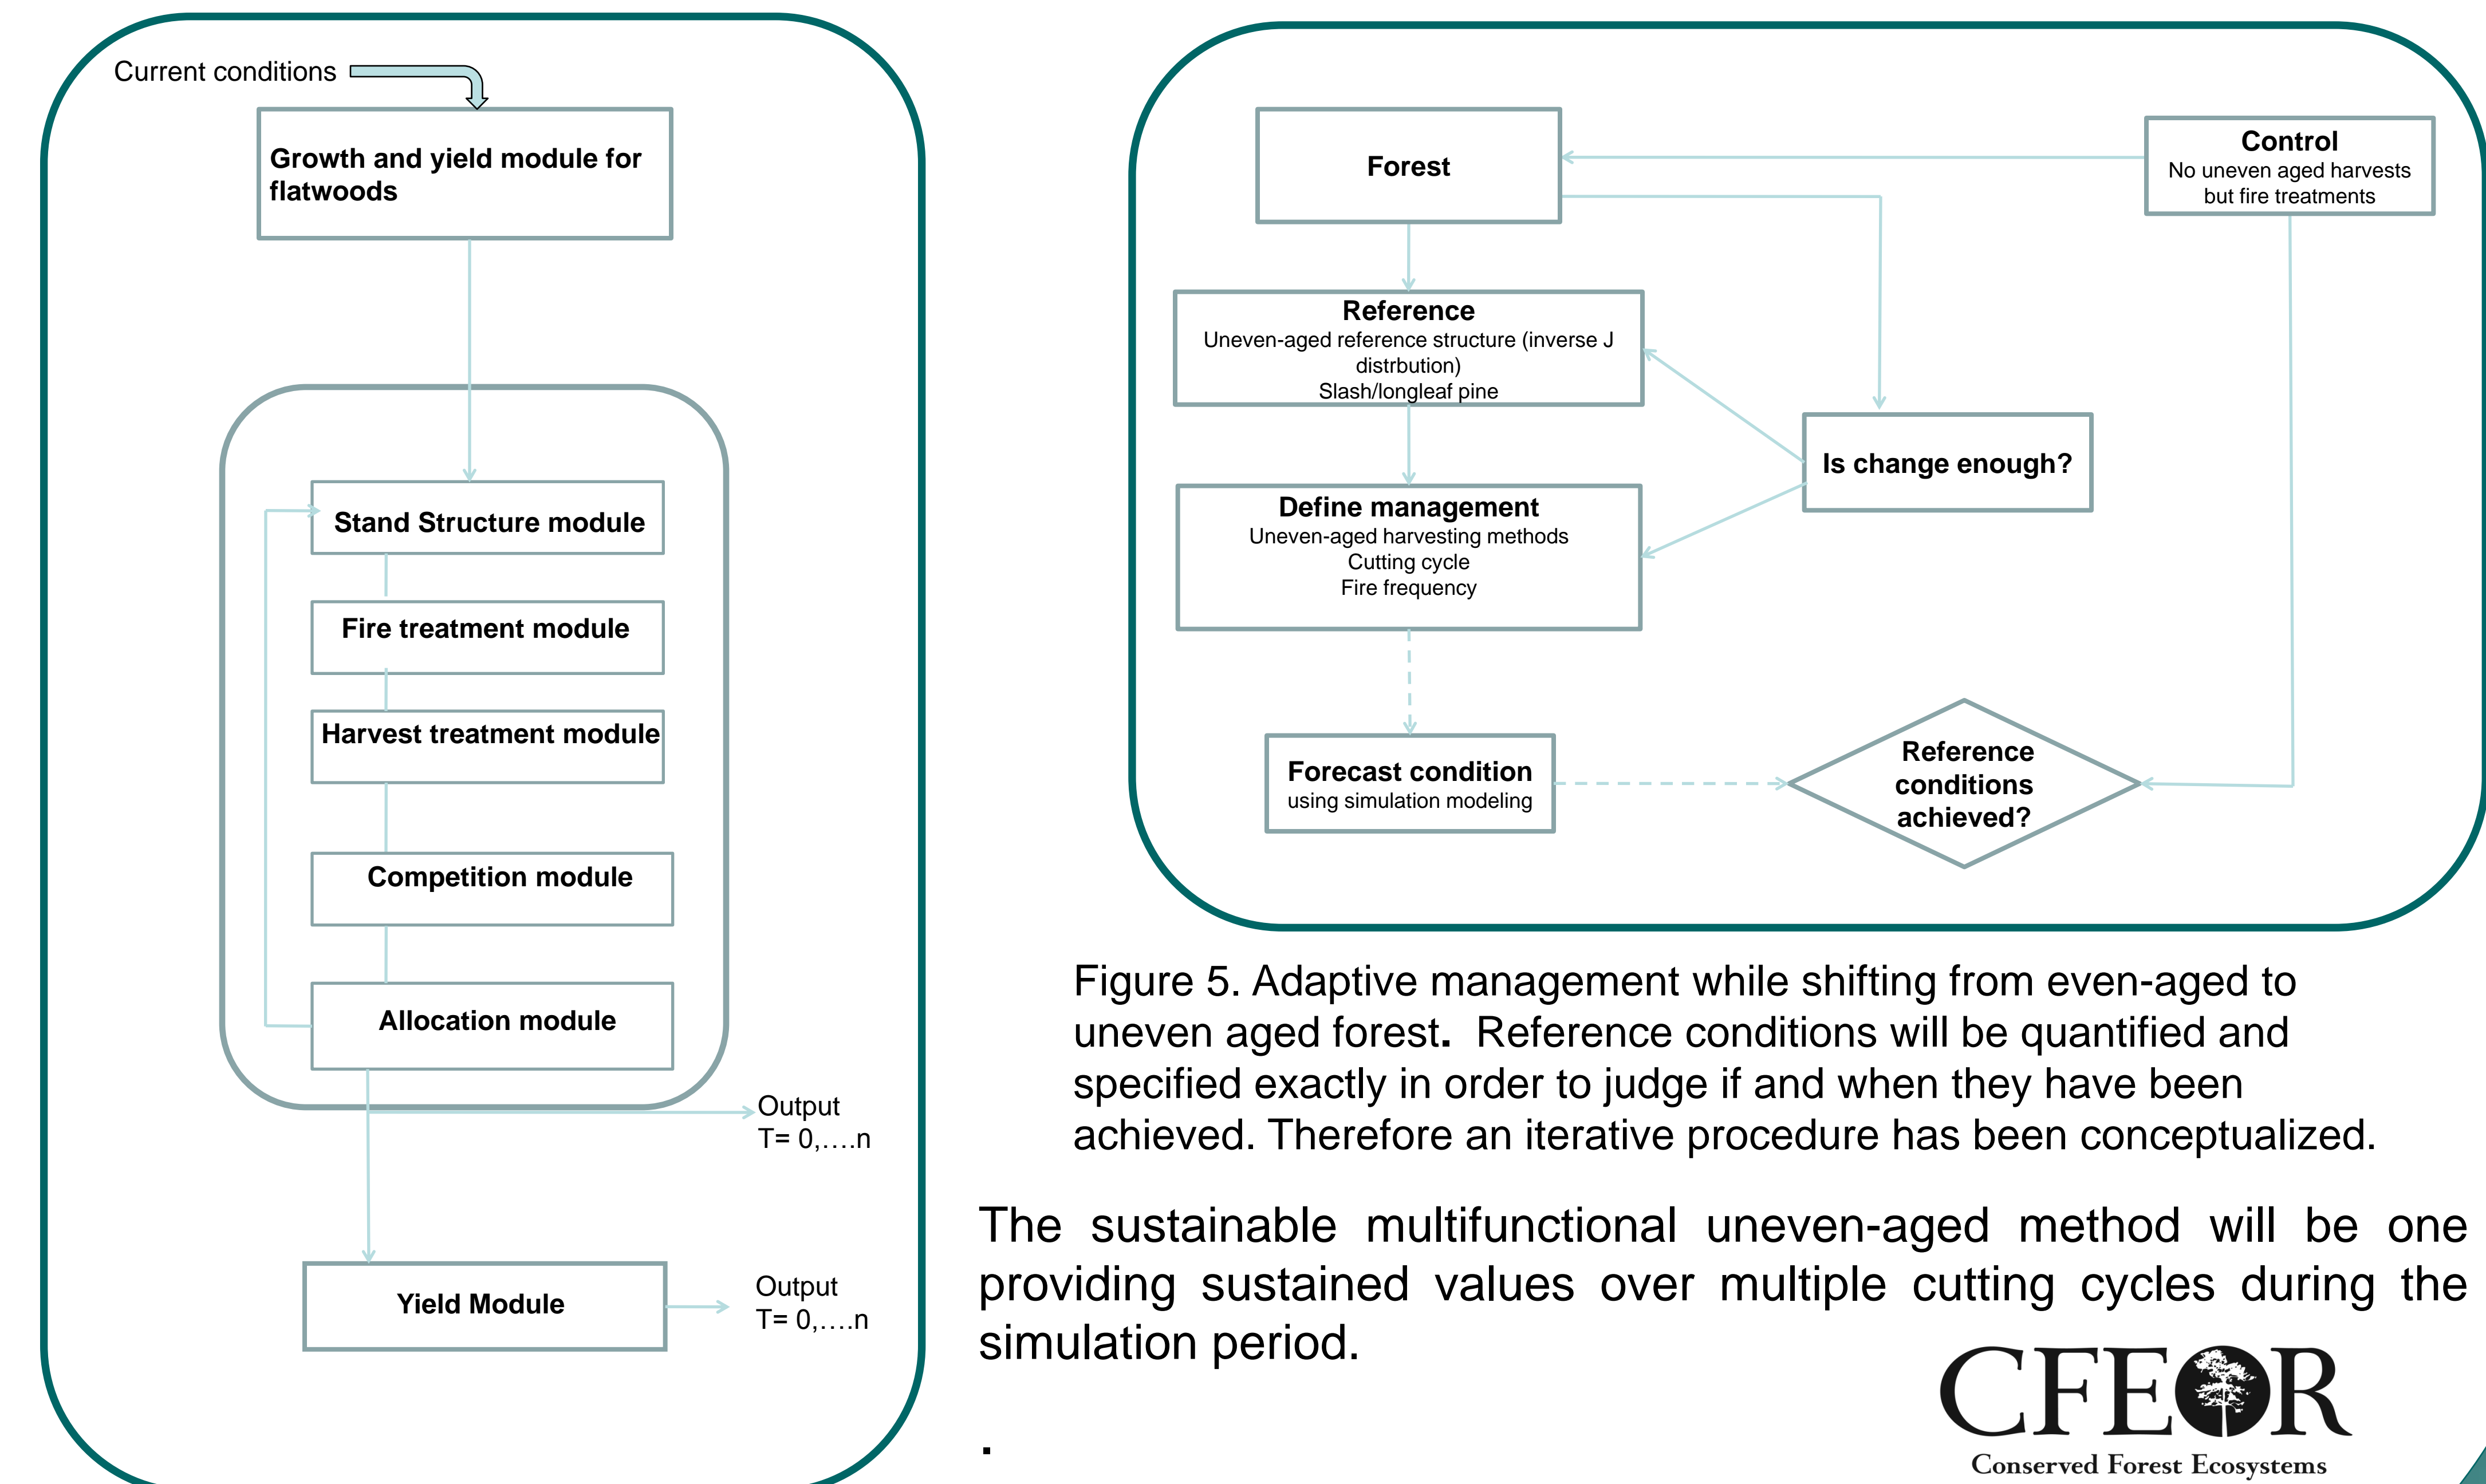 Current conditions
Growth and yield module for
flatwoods
Stand Structure module
Fire treatment module
Harvest treatment module
Competition module
Allocation module
Output
T= 0,....n
Yield Module
Output
T= 0,....n
Forest
Control
No uneven aged harvests
but fire treatments
Reference
Uneven-aged reference structure (inverse J
distrbution)
Slash/longleaf pine
Is change enough?
Define management
Uneven-aged harvesting methods
Cutting cycle
Fire frequency
Forecast condition
using simulation modeling
Reference
conditions
achieved?
Figure 5. Adaptive management while shifting from even-aged to
uneven aged forest.  Reference conditions will be quantified and
specified exactly in order to judge if and when they have been
achieved. Therefore an iterative procedure has been conceptualized.
The sustainable multifunctional uneven-aged method will be one
providing sustained values over multiple cutting cycles during the
simulation period.
.
CFEOR
Conserved Forest Ecosystems